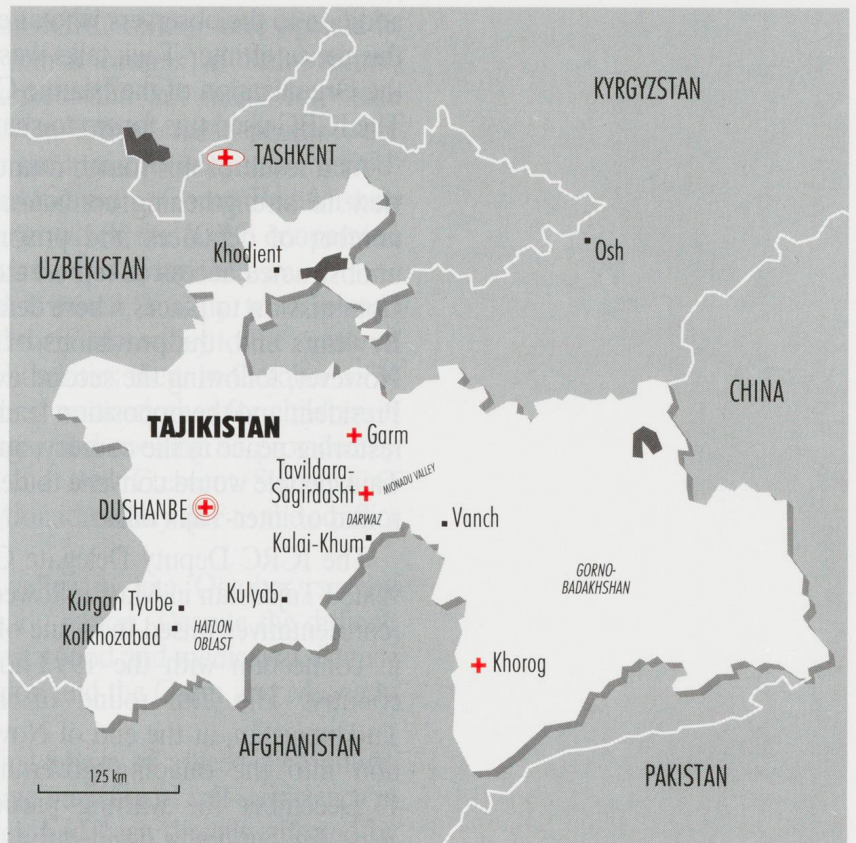 KYRGYZSTAN
TASHKENT
Osh
Khodjent
UZBEKISTAN
CHINA
TAJIKISTAN
Garm
Tavildara-
Sagirdasht
MIONADU VALLEY
DUSHANBE
DARWAZ
Vanch
Kalai-Khum
GORNO-
BADAKHSHAN
Kurgan Tyube
Kulyab
Kolkhozabad
HATLON
OBLAST
Khorog
AFGHANISTAN
PAKISTAN
125 km